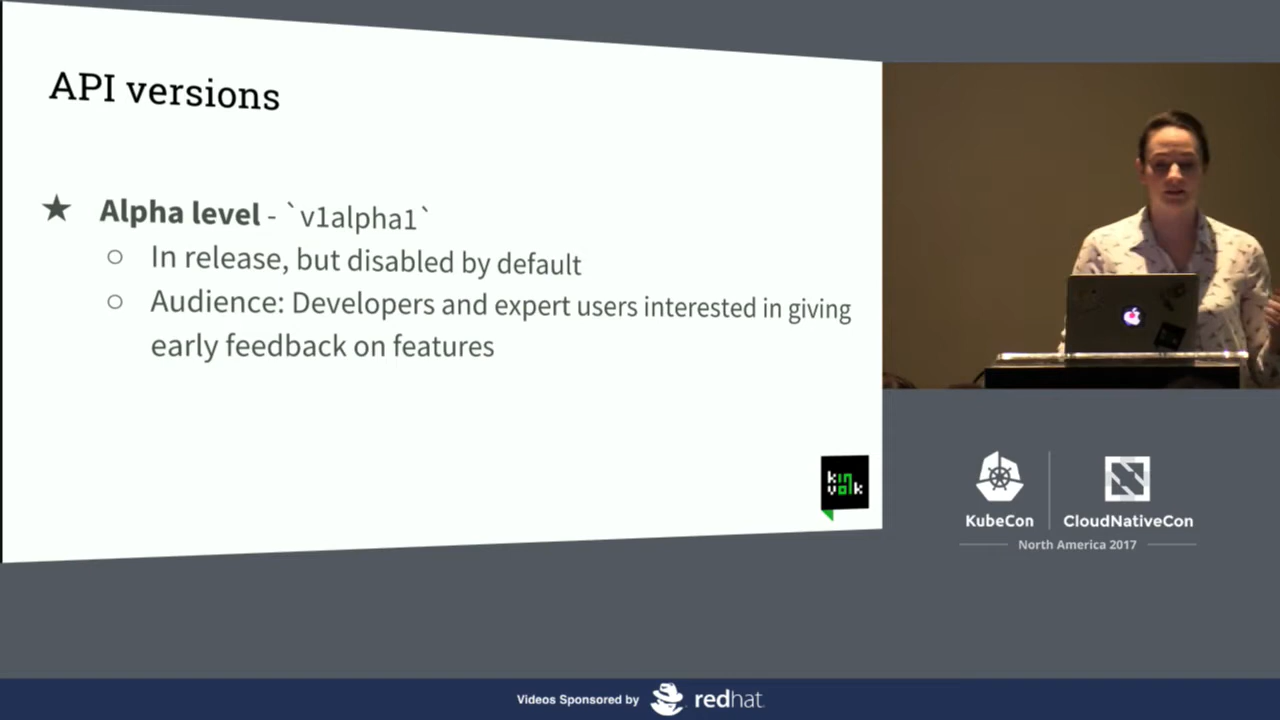 API versions
★ Alpha level - `v1alpha1`
○ In release, but disabled by default
○ Audience: Developers and expert users interested in giving
early feedback on features
kin
volk
KubeCon
CloudNativeCon
North America 2017
Videos Sponsored by redhat.